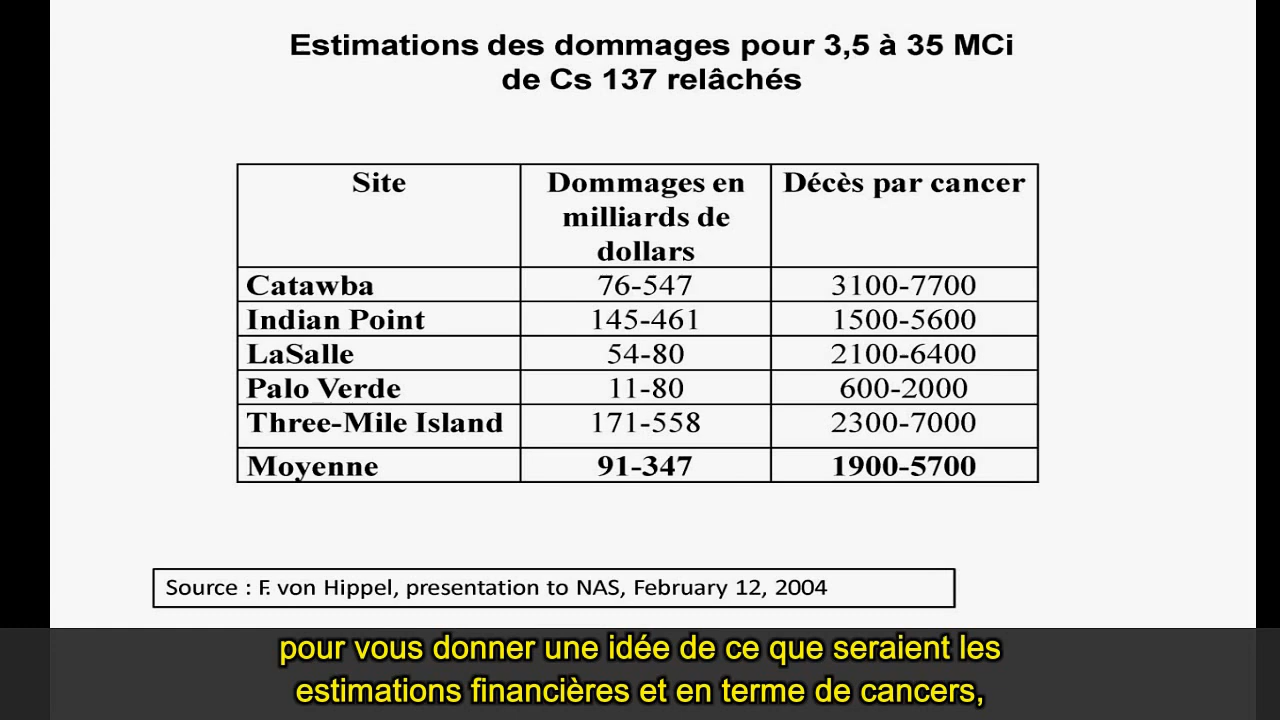 Estimations des dommages pour 3,5 à 35 MCi
de Cs 137 relâchés
Site Dommages en milliards de dollars Décès par cancer
Catawba 76-547 3100-7700
Indian Point 145-461 1500-5600
LaSalle 54-80 2100-6400
Palo Verde 11-80 600-2000
Three-Mile Island 171-558 2300-7000
Moyenne 91-347 1900-5700
Source : F. von Hippel, presentation to NAS, February 12, 2004
pour vous donner une idée de ce que seraient les
estimations financières et en terme de cancers,